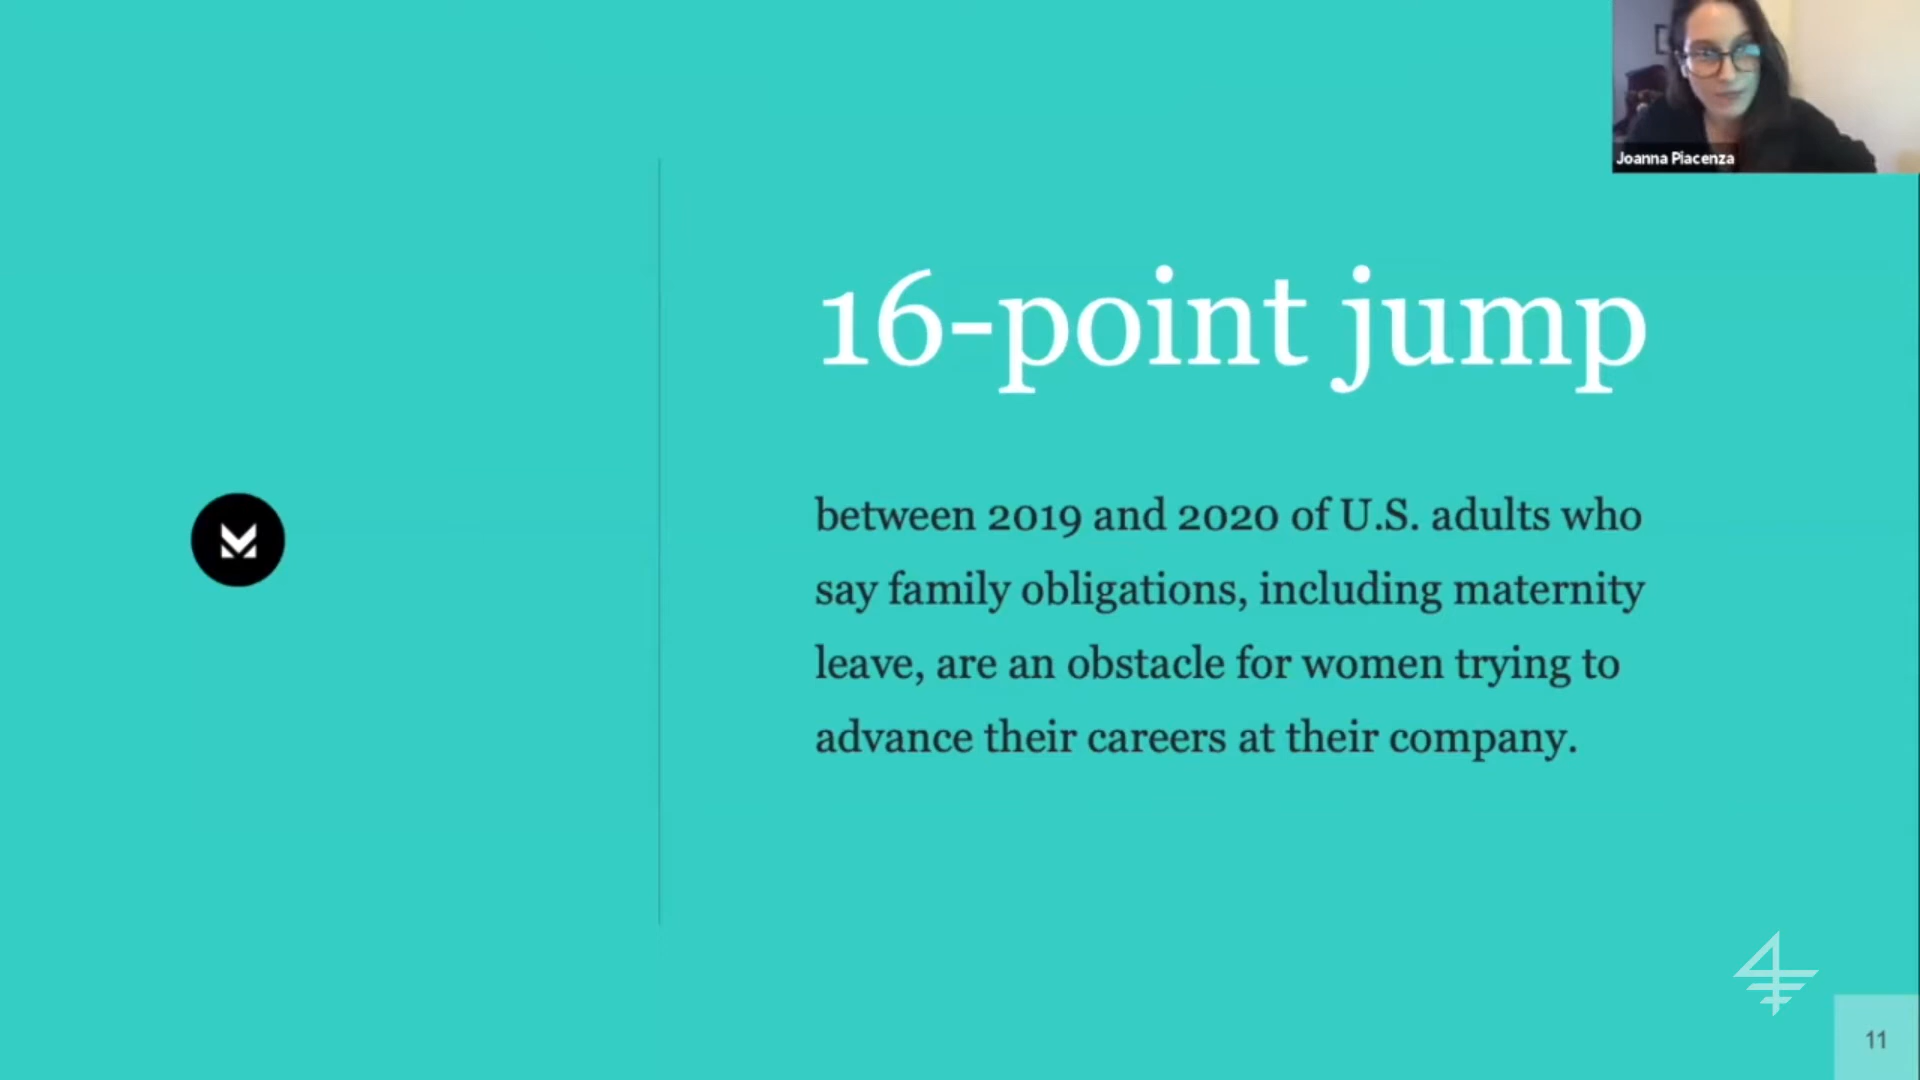 Joanna Piacenza
16-point jump
between 2019 and 2020 of U.S. adults who
say family obligations, including maternity
leave, are an obstacle for women trying to
advance their careers at their company.
11